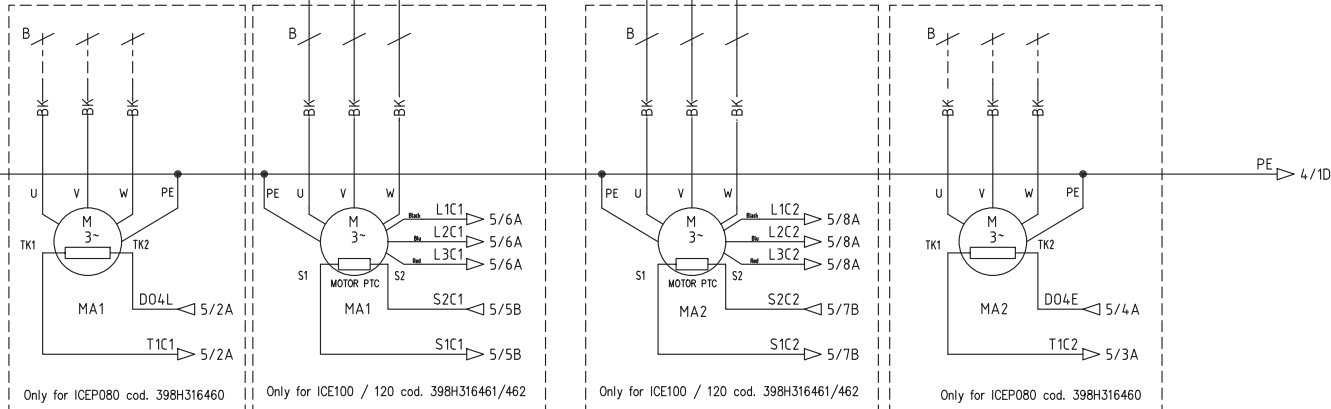 B B B B
BK BK BK BK BK BK BK BK BK BK BK BK
PE 4/1D
U V W PE PE U V W PE U V W U V W PE
M M M M
3~ 3~ 3~ 3~
TK1 TK2 TK1 TK2
Black L1C1 5/6A Black L1C2 5/8A
Blu L2C1 5/6A Blu L2C2 5/8A
Red L3C1 5/6A Red L3C2 5/8A
S1 S2 S1 S2
MOTOR PTC MOTOR PTC
MA1 DO4L 5/2A MA1 S2C1 5/5B MA2 S2C2 5/7B MA2 DO4E 5/4A
T1C1 5/2A S1C1 5/5B S1C2 5/7B T1C2 5/3A
Only for ICEP080 cod. 398H316460 Only for ICE100 / 120 cod. 398H316461/462 Only for ICE100 / 120 cod. 398H316461/462 Only for ICEP080 cod. 398H316460